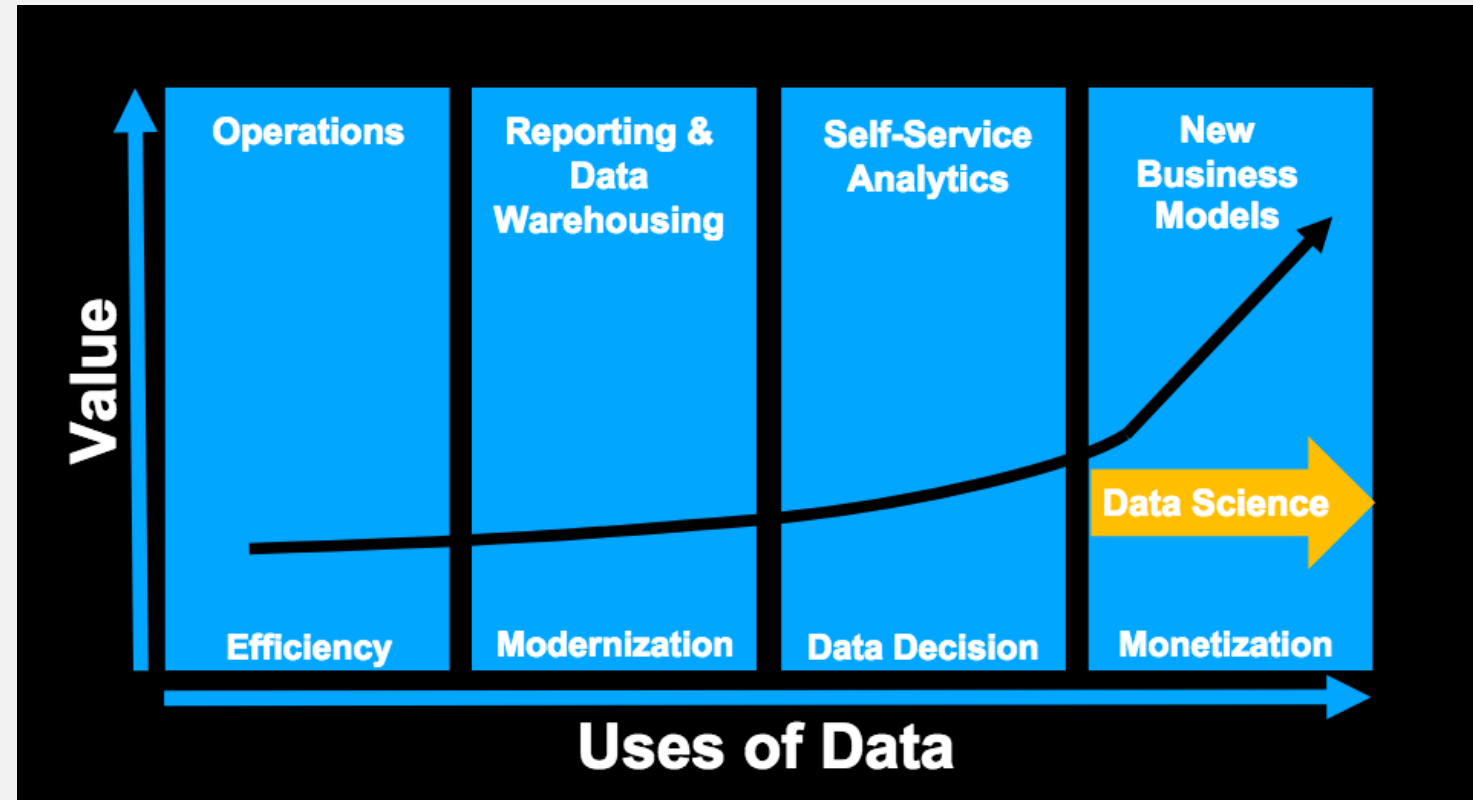 Operations
Reporting &
Data
Warehousing
Self-Service
Analytics
New
Business
Models
Value
Data Science
Efficiency
Modernization
Data Decision
Monetization
Uses of Data